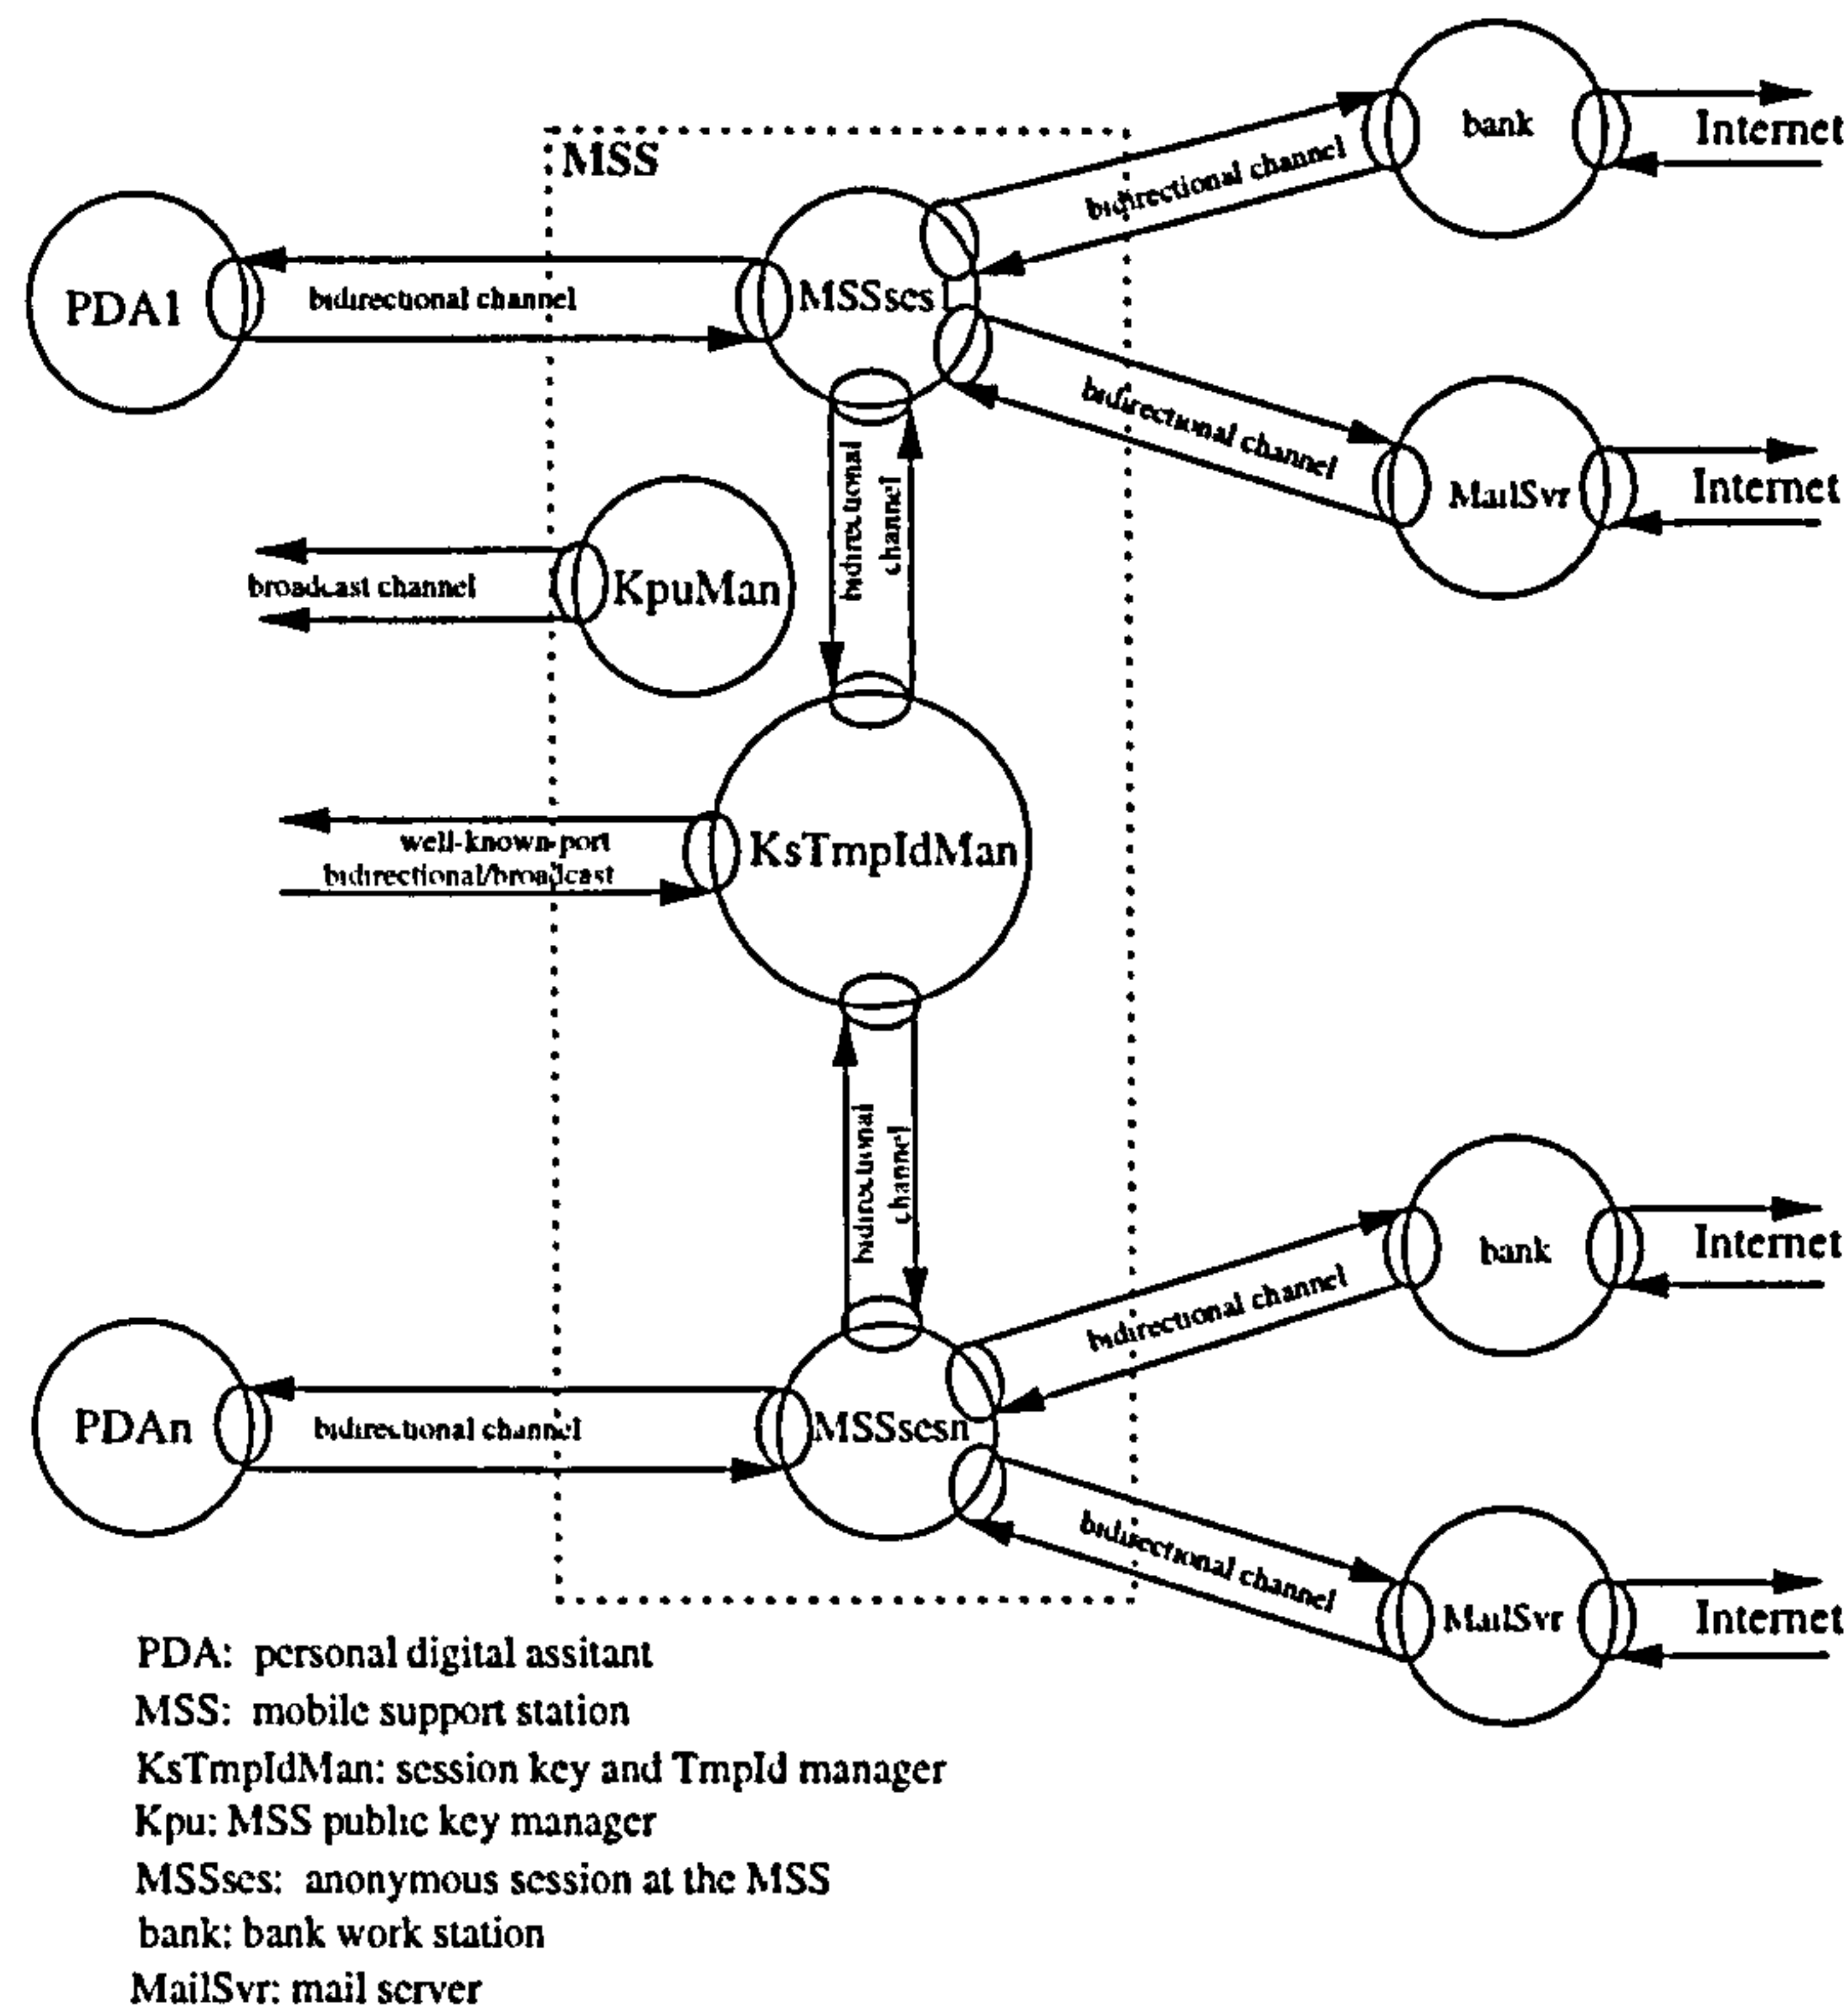 bank
Internet
MSS
bidirectional channel
PDA1
bidirectional channel
MSSses
bidirectional channel
MailSvr
Internet
bidirectional
channel
KpuMan
broadcast channel
KsTmpIdMan
well-known-port
bidirectional/broadcast
bidirectional
channel
bank
Internet
bidirectional channel
PDAn
bidirectional channel
MSSsesn
bidirectional channel
MailSvr
Internet
PDA: personal digital assitant
MSS: mobile support station
KsTmpIdMan: session key and TmpId manager
Kpu: MSS public key manager
MSSses: anonymous session at the MSS
bank: bank work station
MailSvr: mail server